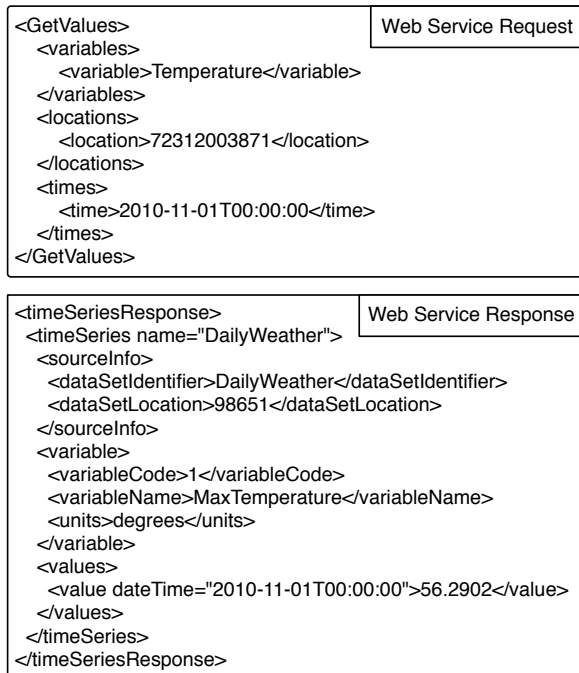 Web Service Request
<GetValues>
<variables>
<variable>Temperature</variable>
</variables>
<locations>
<location>72312003871</location>
</locations>
<times>
<time>2010-11-01T00:00:00</time>
</times>
</GetValues>
Web Service Response
<timeSeriesResponse>
<timeSeries name="DailyWeather">
<sourceInfo>
<dataSetIdentifier>DailyWeather</dataSetIdentifier>
<dataSetLocation>98651</dataSetLocation>
</sourceInfo>
<variable>
<variableCode>1</variableCode>
<variableName>MaxTemperature</variableName>
<units>degrees</units>
</variable>
<values>
<value dateTime="2010-11-01T00:00:00">56.2902</value>
</values>
</timeSeries>
</timeSeriesResponse>